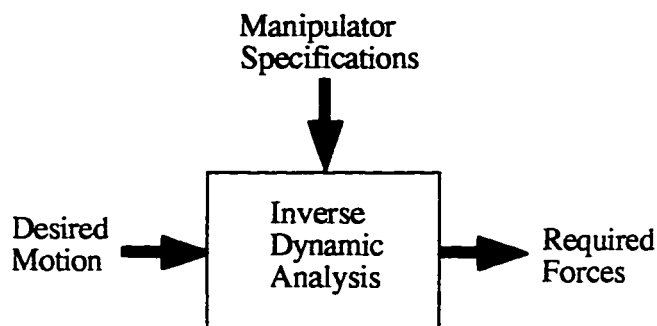 Manipulator
Specifications
Desired
Motion
Inverse
Dynamic
Analysis
Required
Forces